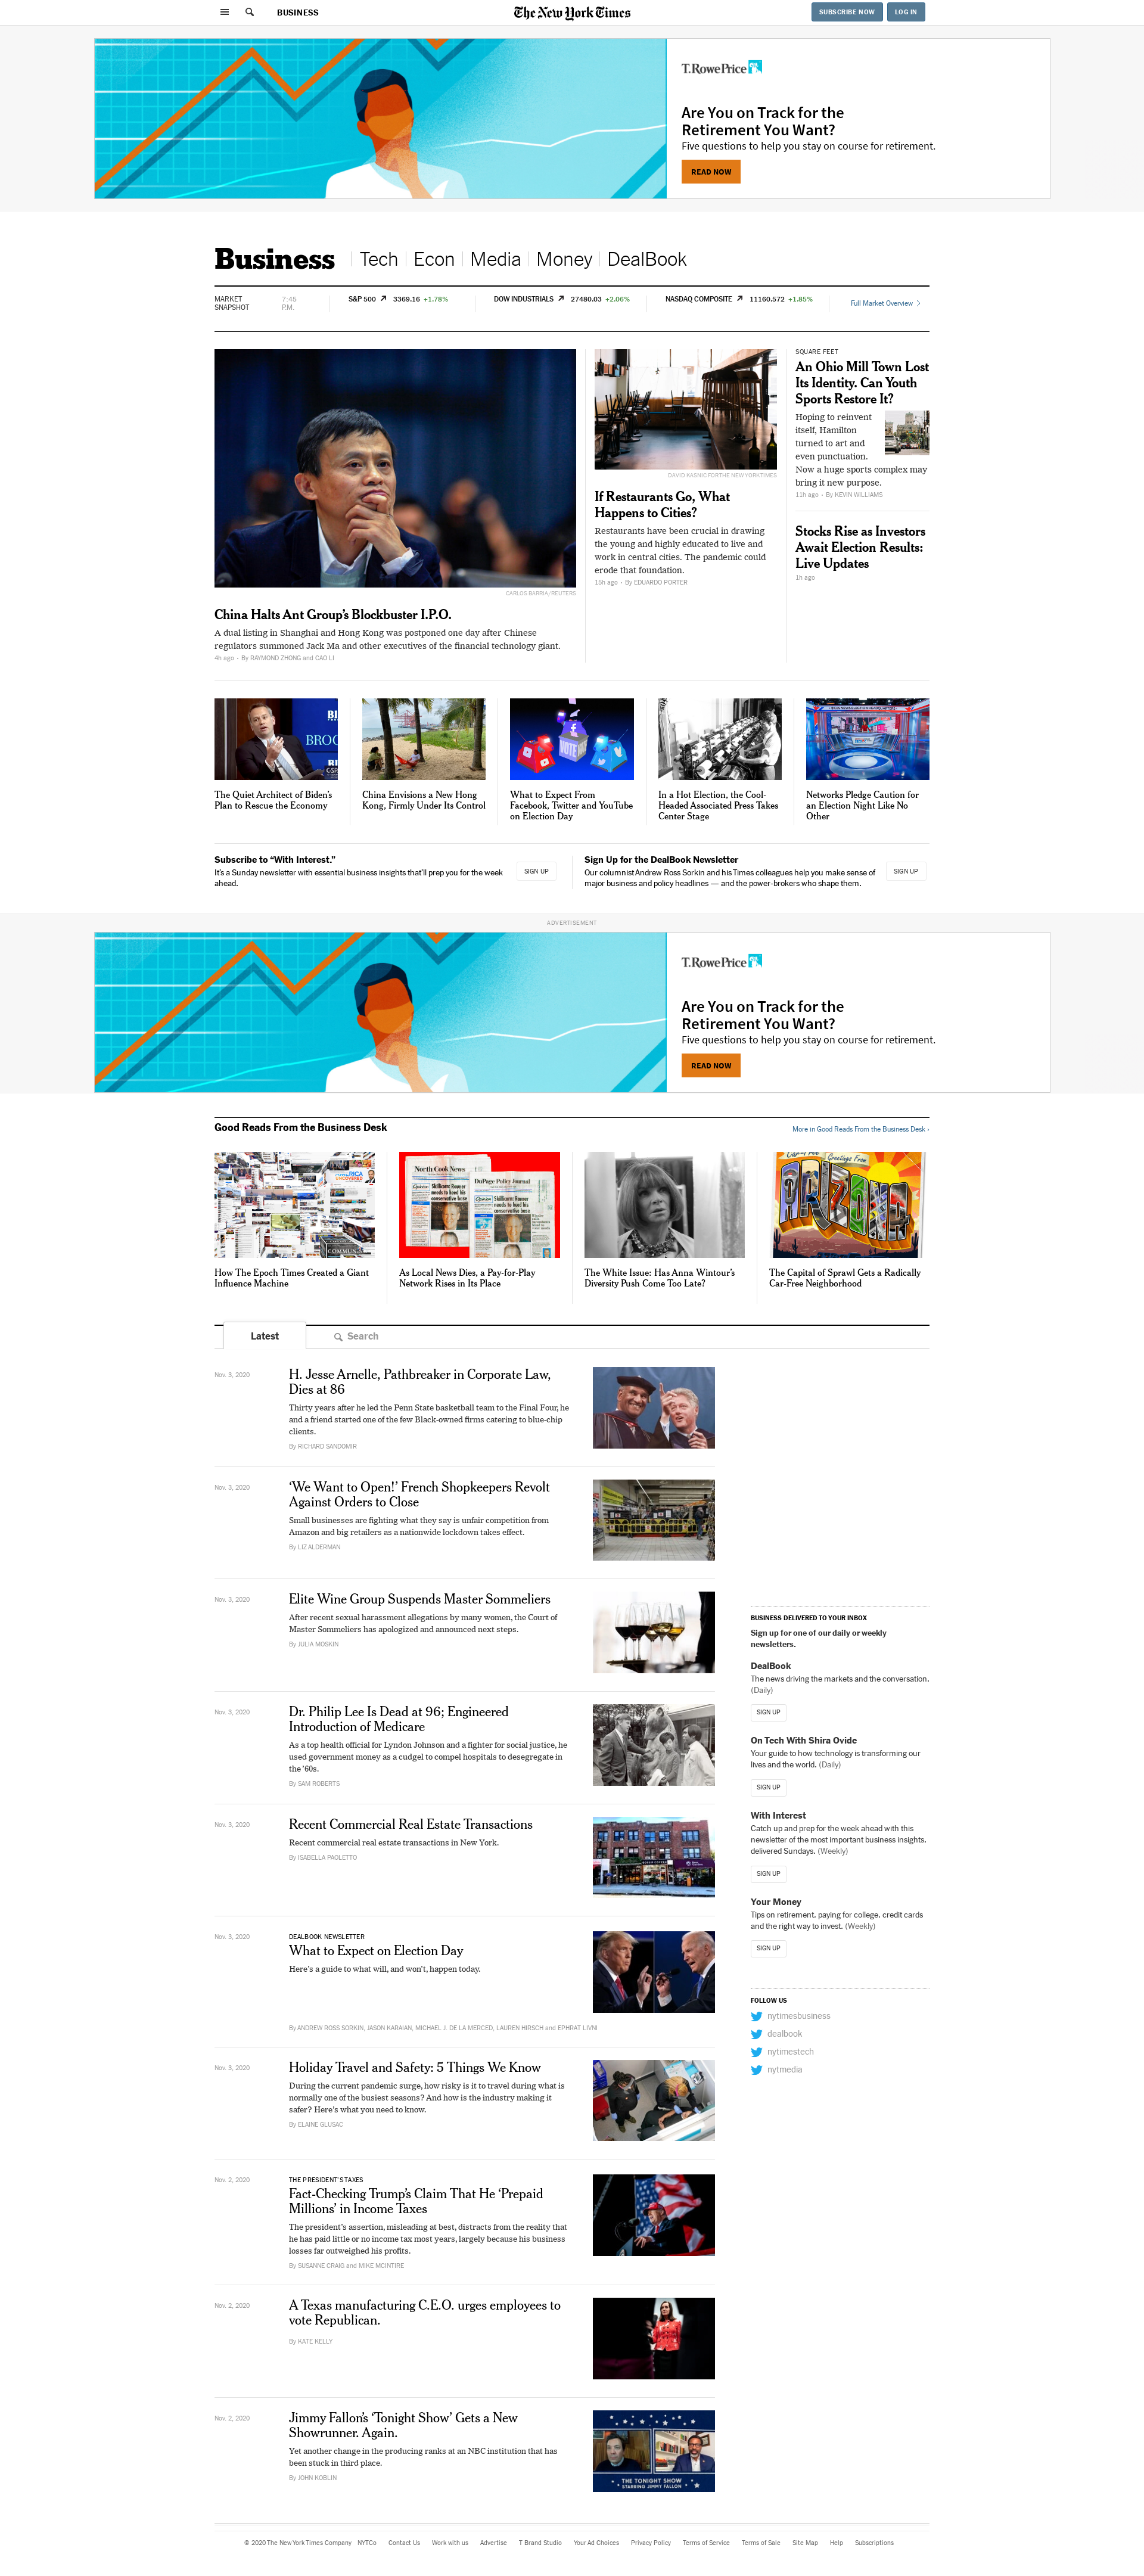 BUSINESS
The New York Times
SUBSCRIBE NOW
LOG IN
T.RowePrice
Are You on Track for the
Retirement You Want?
Five questions to help you stay on course for retirement.
READ NOW
Business
Tech
Econ
Media
Money
DealBook
MARKET
SNAPSHOT
7:45
P.M.
S&P 500 3369.16 +1.78%
DOW INDUSTRIALS 27480.03 +2.06%
NASDAQ COMPOSITE 11160.572 +1.85%
Full Market Overview
CARLOS BARRIA/REUTERS
China Halts Ant Group’s Blockbuster I.P.O.
A dual listing in Shanghai and Hong Kong was postponed one day after Chinese
regulators summoned Jack Ma and other executives of the financial technology giant.
4h ago • By RAYMOND ZHONG and CAO LI
DAVID KASNIC FOR THE NEW YORK TIMES
If Restaurants Go, What
Happens to Cities?
Restaurants have been crucial in drawing
the young and highly educated to live and
work in central cities. The pandemic could
erode that foundation.
15h ago • By EDUARDO PORTER
SQUARE FEET
An Ohio Mill Town Lost
Its Identity. Can Youth
Sports Restore It?
Hoping to reinvent
itself, Hamilton
turned to art and
even punctuation.
Now a huge sports complex may
bring it new purpose.
11h ago • By KEVIN WILLIAMS
Stocks Rise as Investors
Await Election Results:
Live Updates
1h ago
BROO
The Quiet Architect of Biden’s
Plan to Rescue the Economy
China Envisions a New Hong
Kong, Firmly Under Its Control
VOTE
What to Expect From
Facebook, Twitter and YouTube
on Election Day
In a Hot Election, the Cool-
Headed Associated Press Takes
Center Stage
Networks Pledge Caution for
an Election Night Like No
Other
Subscribe to “With Interest.”
It’s a Sunday newsletter with essential business insights that’ll prep you for the week
ahead.
SIGN UP
Sign Up for the DealBook Newsletter
Our columnist Andrew Ross Sorkin and his Times colleagues help you make sense of
major business and policy headlines — and the power-brokers who shape them.
SIGN UP
ADVERTISEMENT
T.RowePrice
Are You on Track for the
Retirement You Want?
Five questions to help you stay on course for retirement.
READ NOW
Good Reads From the Business Desk
More in Good Reads From the Business Desk ›
How The Epoch Times Created a Giant
Influence Machine
North Cook News
DuPage Policy Journal
As Local News Dies, a Pay-for-Play
Network Rises in Its Place
The White Issue: Has Anna Wintour’s
Diversity Push Come Too Late?
Greetings From
ARIZONA
The Capital of Sprawl Gets a Radically
Car-Free Neighborhood
Latest
Search
Nov. 3, 2020
H. Jesse Arnelle, Pathbreaker in Corporate Law,
Dies at 86
Thirty years after he led the Penn State basketball team to the Final Four, he
and a friend started one of the few Black-owned firms catering to blue-chip
clients.
By RICHARD SANDOMIR
Nov. 3, 2020
‘We Want to Open!’ French Shopkeepers Revolt
Against Orders to Close
Small businesses are fighting what they say is unfair competition from
Amazon and big retailers as a nationwide lockdown takes effect.
By LIZ ALDERMAN
Nov. 3, 2020
Elite Wine Group Suspends Master Sommeliers
After recent sexual harassment allegations by many women, the Court of
Master Sommeliers has apologized and announced next steps.
By JULIA MOSKIN
Nov. 3, 2020
Dr. Philip Lee Is Dead at 96; Engineered
Introduction of Medicare
As a top health official for Lyndon Johnson and a fighter for social justice, he
used government money as a cudgel to compel hospitals to desegregate in
the ’60s.
By SAM ROBERTS
Nov. 3, 2020
Recent Commercial Real Estate Transactions
Recent commercial real estate transactions in New York.
By ISABELLA PAOLETTO
Nov. 3, 2020
DEALBOOK NEWSLETTER
What to Expect on Election Day
Here’s a guide to what will, and won’t, happen today.
By ANDREW ROSS SORKIN, JASON KARAIAN, MICHAEL J. DE LA MERCED, LAUREN HIRSCH and EPHRAT LIVNI
Nov. 3, 2020
Holiday Travel and Safety: 5 Things We Know
During the current pandemic surge, how risky is it to travel during what is
normally one of the busiest seasons? And how is the industry making it
safer? Here’s what you need to know.
By ELAINE GLUSAC
Nov. 2, 2020
THE PRESIDENT’S TAXES
Fact-Checking Trump’s Claim That He ‘Prepaid
Millions’ in Income Taxes
The president’s assertion, misleading at best, distracts from the reality that
he has paid little or no income tax most years, largely because his business
losses far outweighed his profits.
By SUSANNE CRAIG and MIKE MCINTIRE
Nov. 2, 2020
A Texas manufacturing C.E.O. urges employees to
vote Republican.
By KATE KELLY
Nov. 2, 2020
Jimmy Fallon’s ‘Tonight Show’ Gets a New
Showrunner. Again.
Yet another change in the producing ranks at an NBC institution that has
been stuck in third place.
By JOHN KOBLIN
THE TONIGHT SHOW
STARRING JIMMY FALLON
BUSINESS DELIVERED TO YOUR INBOX
Sign up for one of our daily or weekly
newsletters.
DealBook
The news driving the markets and the conversation.
(Daily)
SIGN UP
On Tech With Shira Ovide
Your guide to how technology is transforming our
lives and the world. (Daily)
SIGN UP
With Interest
Catch up and prep for the week ahead with this
newsletter of the most important business insights,
delivered Sundays. (Weekly)
SIGN UP
Your Money
Tips on retirement, paying for college, credit cards
and the right way to invest. (Weekly)
SIGN UP
FOLLOW US
nytimesbusiness
dealbook
nytimestech
nytmedia
© 2020 The New York Times Company NYTCo Contact Us Work with us Advertise T Brand Studio Your Ad Choices Privacy Policy Terms of Service Terms of Sale Site Map Help Subscriptions